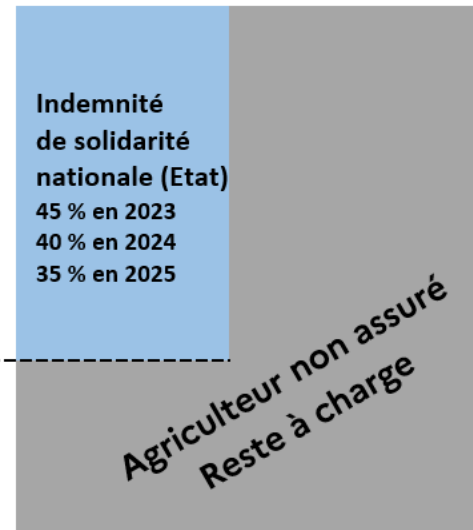 Indemnité
de solidarité
nationale (Etat)
45 % en 2023
40 % en 2024
35 % en 2025
Agriculteur non assuré
Reste à charge